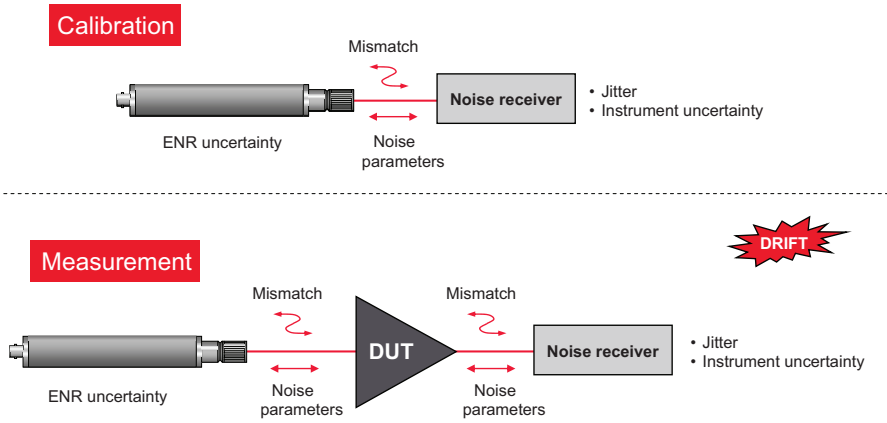 Calibration
Mismatch
Noise receiver
• Jitter
• Instrument uncertainty
ENR uncertainty
Noise
parameters
DRIFT
Measurement
Mismatch
Mismatch
DUT
Noise receiver
• Jitter
• Instrument uncertainty
ENR uncertainty
Noise
parameters
Noise
parameters